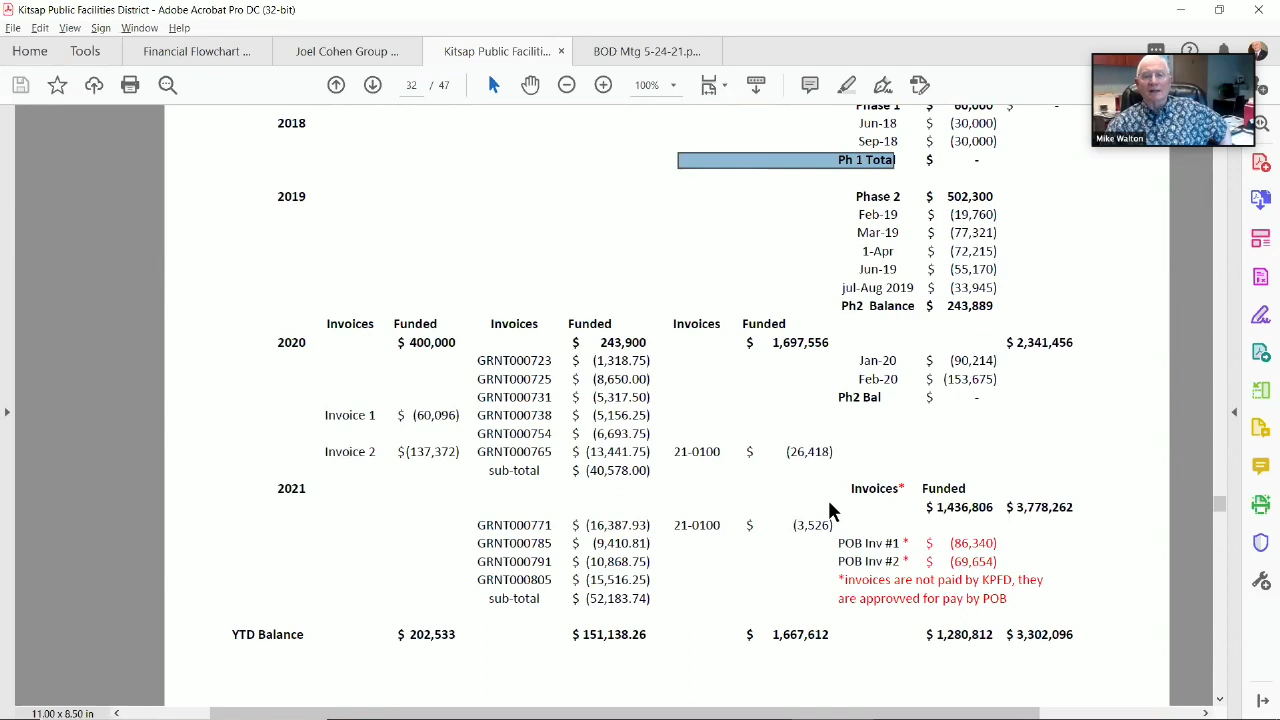 Kitsap Public Facilities District - Adobe Acrobat Pro DC (32-bit)
File Edit View Sign Window Help
Home Tools Financial Flowchart ... Joel Cohen Group ... Kitsap Public Faciliti... × BOD Mtg 5-24-21.p...
32 / 47 100%
Mike Walton
Phase 1 $ 60,000 $ -
2018 Jun-18 $ (30,000)
Sep-18 $ (30,000)
Ph 1 Total $ -
2019 Phase 2 $ 502,300
Feb-19 $ (19,760)
Mar-19 $ (77,321)
1-Apr $ (72,215)
Jun-19 $ (55,170)
jul-Aug 2019 $ (33,945)
Ph2 Balance $ 243,889
Invoices Funded Invoices Funded Invoices Funded
2020 $ 400,000 $ 243,900 $ 1,697,556 $ 2,341,456
GRNT000723 $ (1,318.75) Jan-20 $ (90,214)
GRNT000725 $ (8,650.00) Feb-20 $ (153,675)
GRNT000731 $ (5,317.50) Ph2 Bal $ -
Invoice 1 $ (60,096) GRNT000738 $ (5,156.25)
GRNT000754 $ (6,693.75)
Invoice 2 $(137,372) GRNT000765 $ (13,441.75) 21-0100 $ (26,418)
sub-total $ (40,578.00)
2021 Invoices* Funded
$ 1,436,806 $ 3,778,262
GRNT000771 $ (16,387.93) 21-0100 $ (3,526)
GRNT000785 $ (9,410.81) POB Inv #1 * $ (86,340)
GRNT000791 $ (10,868.75) POB Inv #2 * $ (69,654)
GRNT000805 $ (15,516.25) *invoices are not paid by KPFD, they
sub-total $ (52,183.74) are approvved for pay by POB
YTD Balance $ 202,533 $ 151,138.26 $ 1,667,612 $ 1,280,812 $ 3,302,096
11.00 x 8.50 in